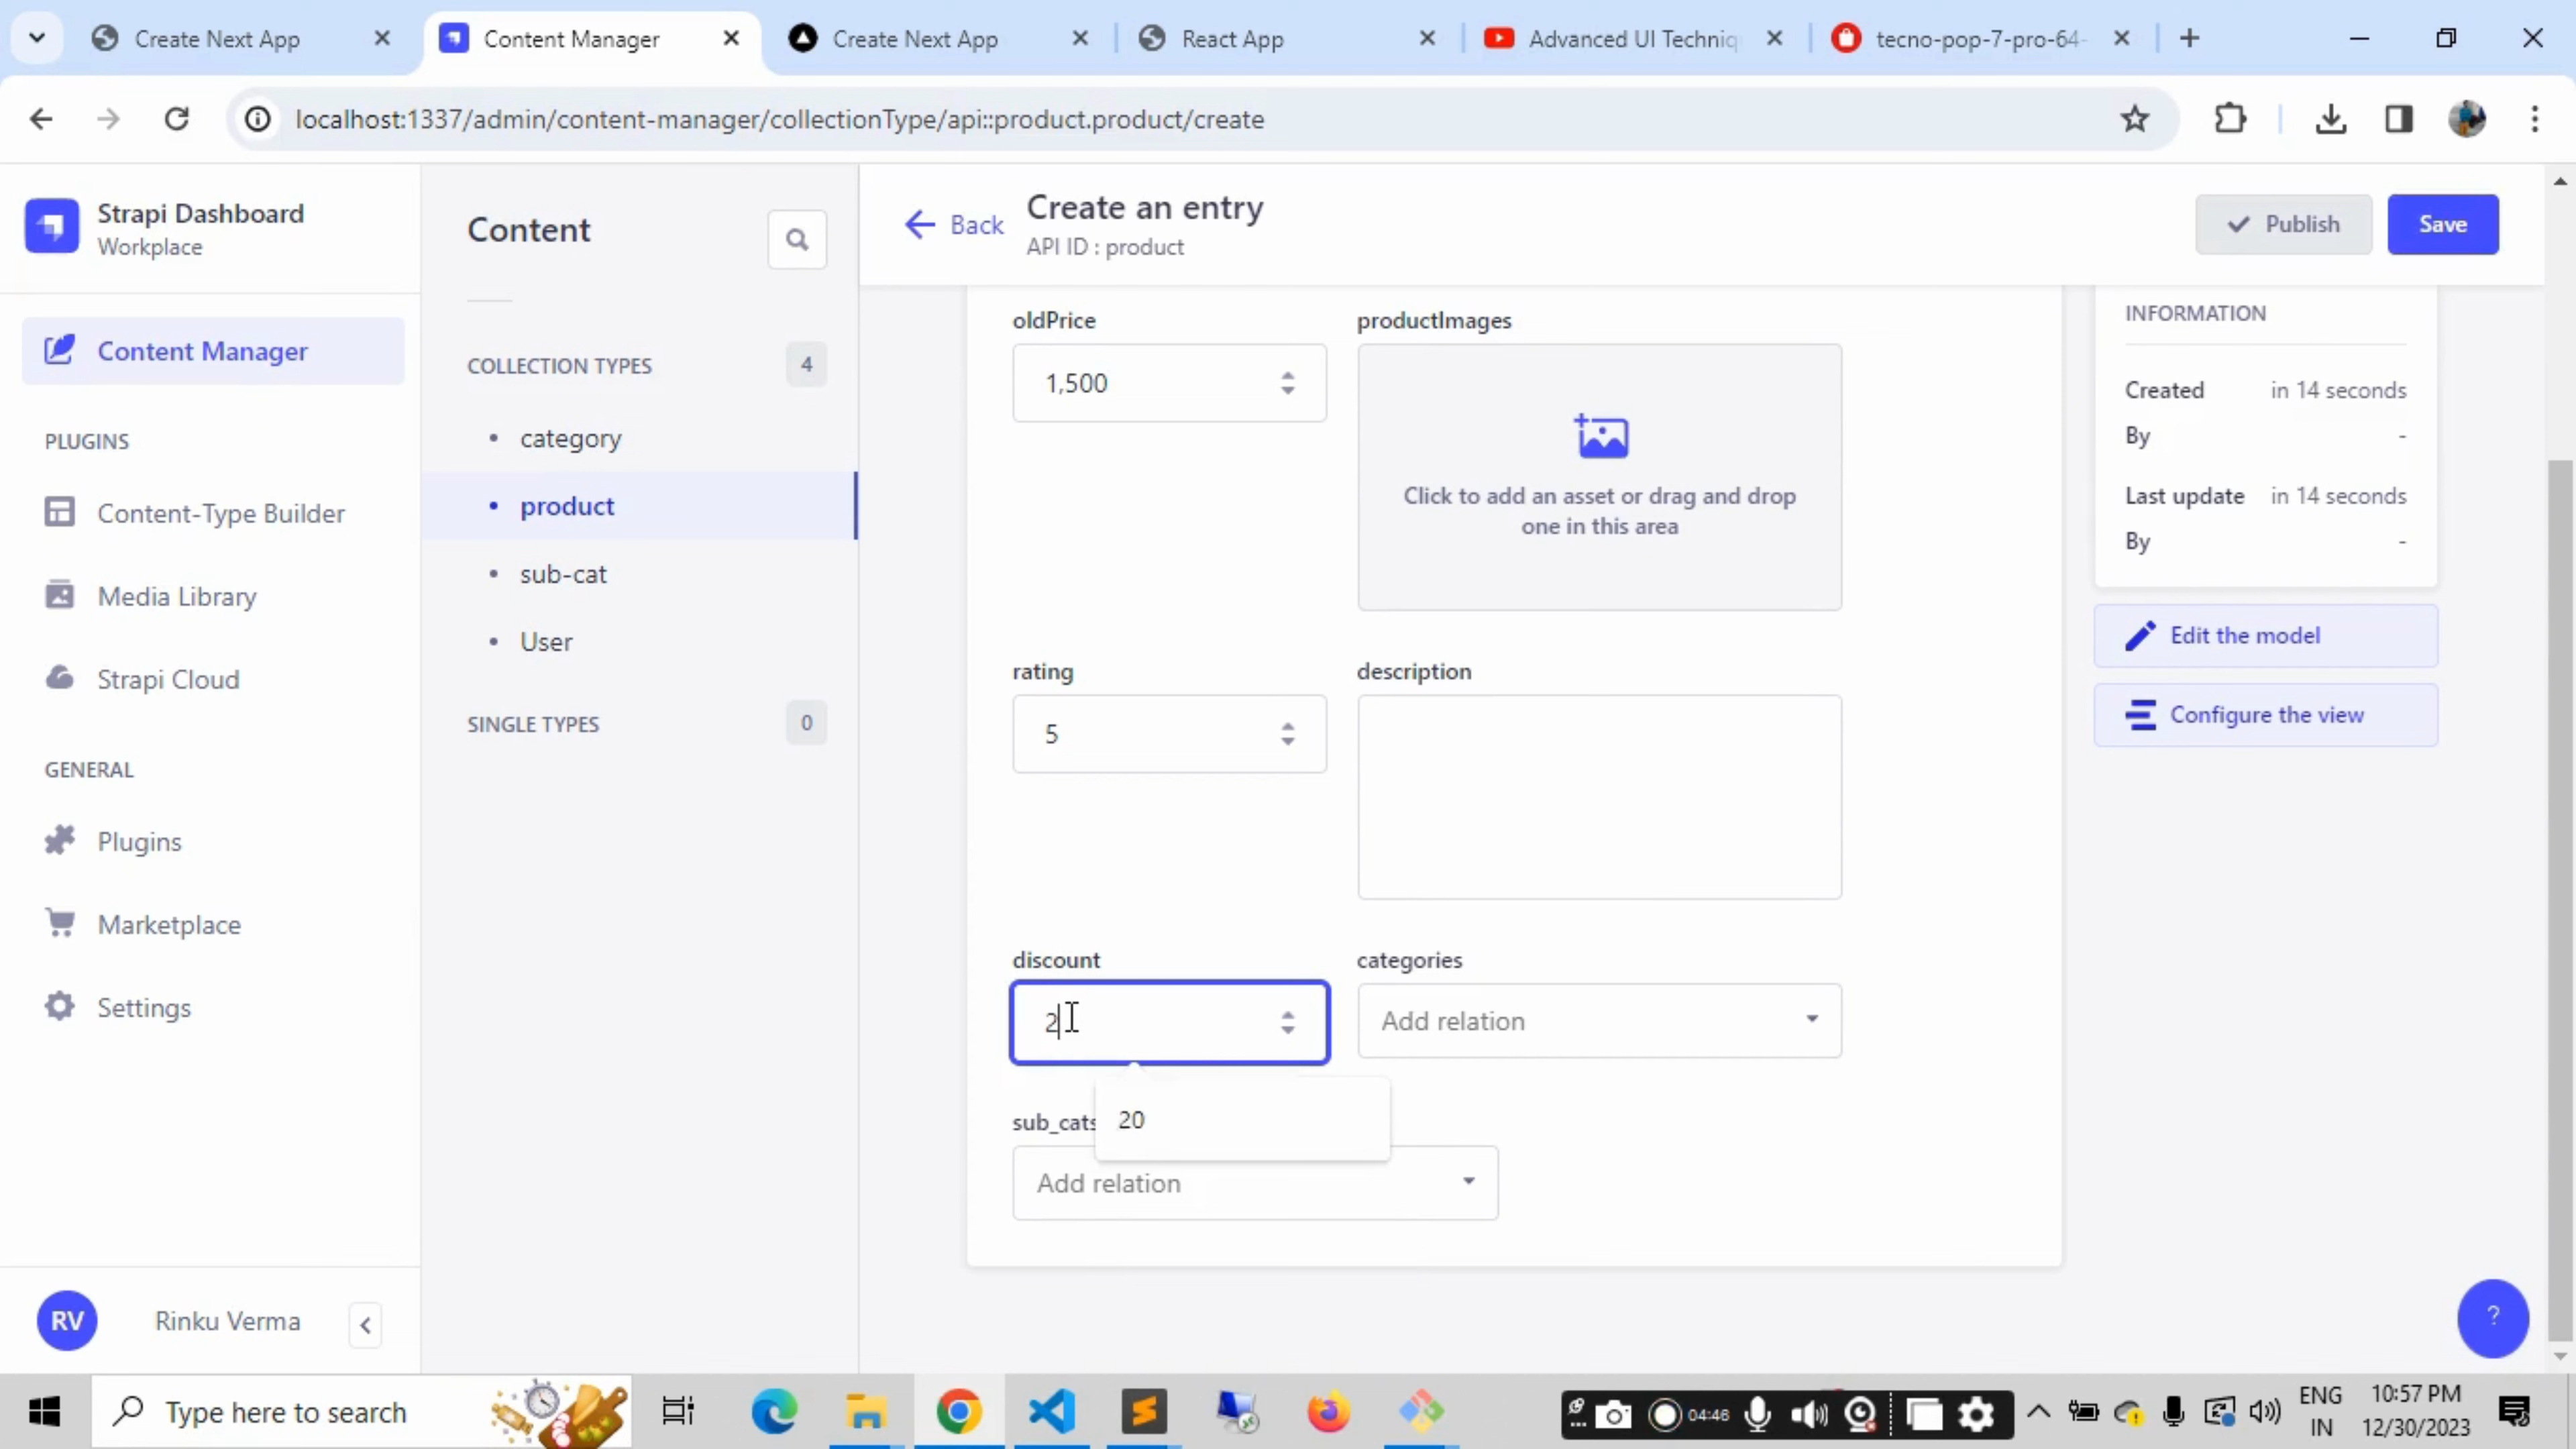 Create Next App
Content Manager
Create Next App
React App
Advanced UI Techniq
tecno-pop-7-pro-64-
localhost:1337/admin/content-manager/collectionType/api::product.product/create
Strapi Dashboard
Workplace
Content Manager
PLUGINS
Content-Type Builder
Media Library
Strapi Cloud
GENERAL
Plugins
Marketplace
Settings
RV
Rinku Verma
Content
COLLECTION TYPES
4
category
product
sub-cat
User
SINGLE TYPES
0
Back
Create an entry
API ID : product
Publish
Save
oldPrice
1,500
productImages
Click to add an asset or drag and drop
one in this area
rating
5
description
discount
2
20
categories
Add relation
sub_cats
Add relation
INFORMATION
Created
in 14 seconds
By
-
Last update
in 14 seconds
By
-
Edit the model
Configure the view
?
Type here to search
04:46
ENG
IN
10:57 PM
12/30/2023